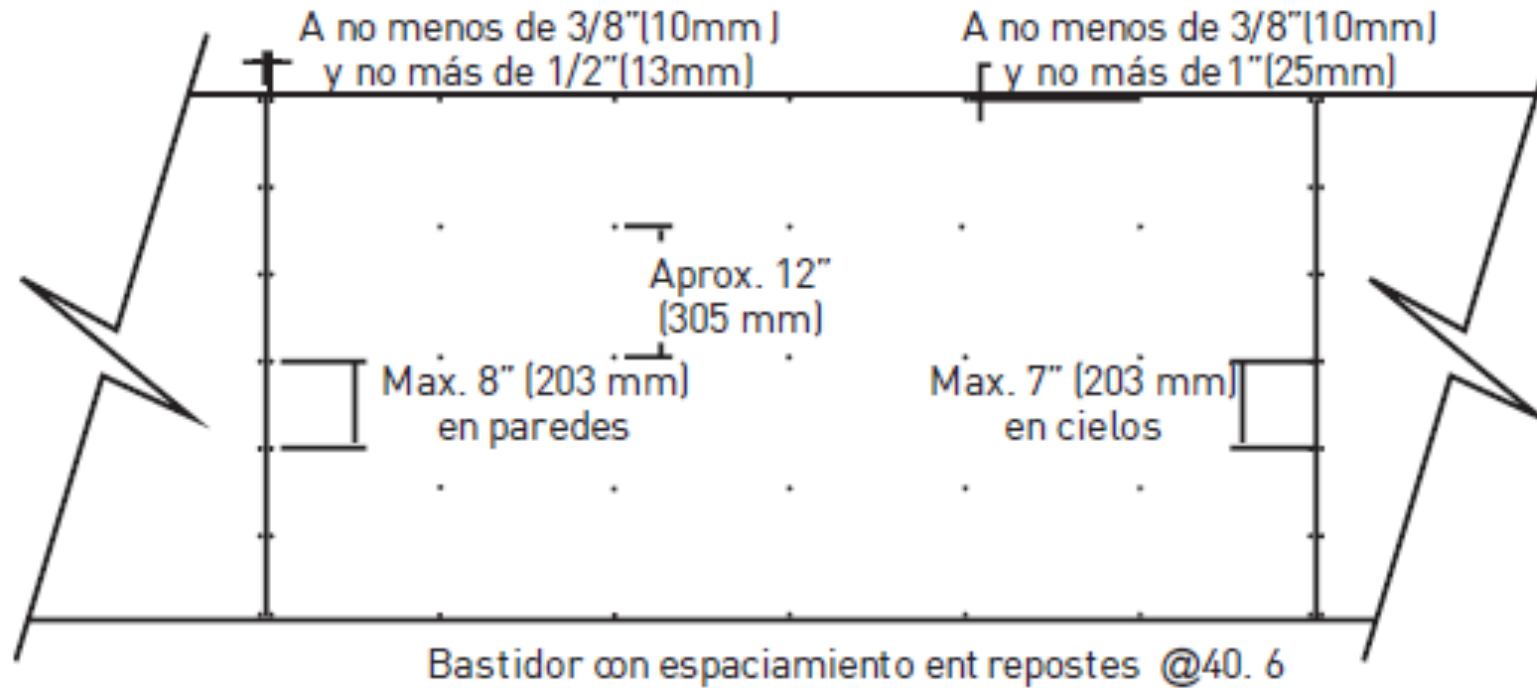 A no menos de 3/8"(10mm)
y no más de 1/2"(13mm)
A no menos de 3/8"(10mm)
y no más de 1"(25mm)
Aprox. 12"
(305 mm)
Max. 8" (203 mm)
en paredes
Max. 7" (203 mm)
en cielos
Bastidor con espaciamiento ent repostes @40. 6